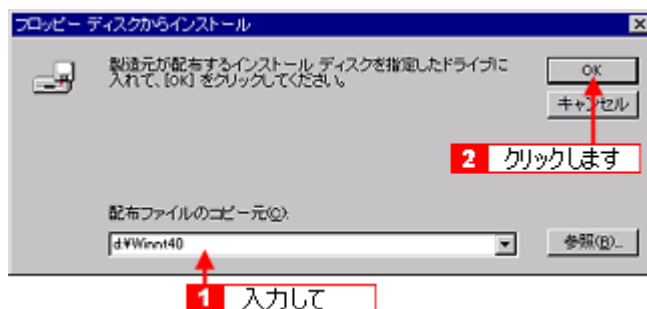 フロッピー ディスクからインストール
製造元が配布するインストール ディスクを指定したドライブに
入れて、[OK] をクリックしてください。
OK
キャンセル
2 クリックします
配布ファイルのコピー元(C):
d:¥Winnt40
参照(B)...
1 入力して